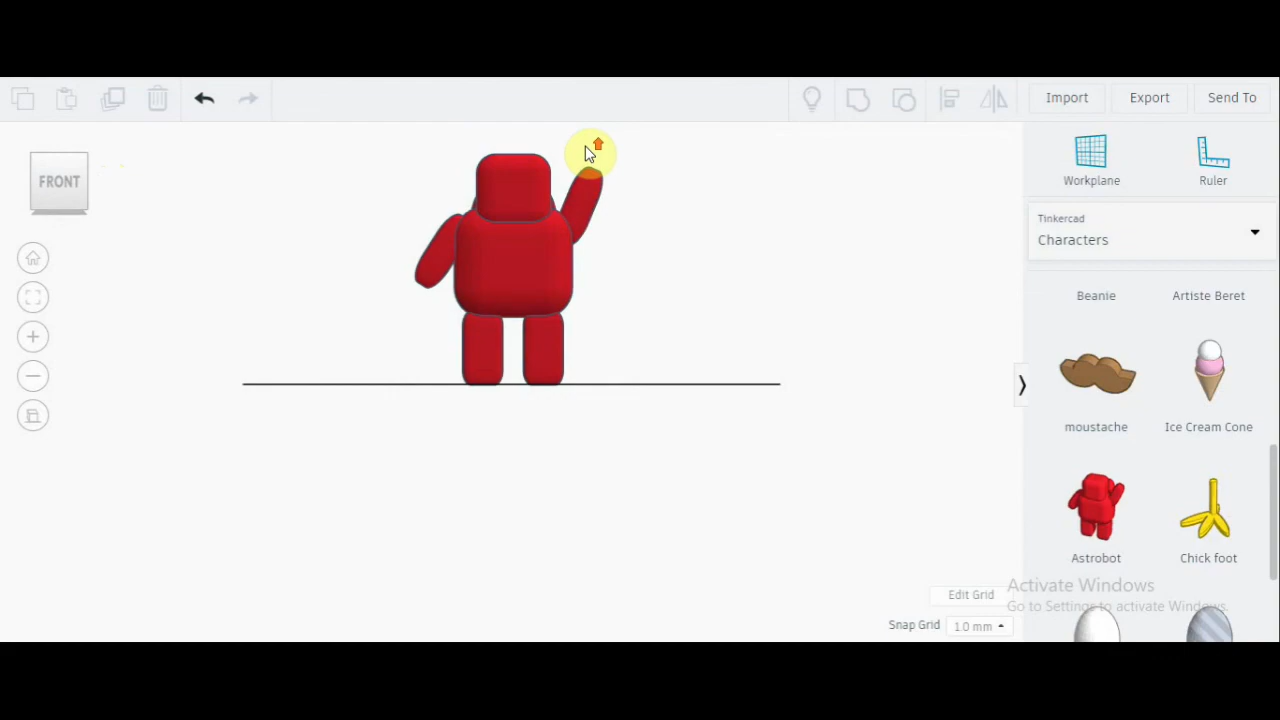 Import
Export
Send To
FRONT
Workplane
Ruler
Tinkercad
Characters
Beanie
Artiste Beret
moustache
Ice Cream Cone
Astrobot
Chick foot
Activate Windows
Go to Settings to activate Windows.
Edit Grid
Snap Grid
1.0 mm